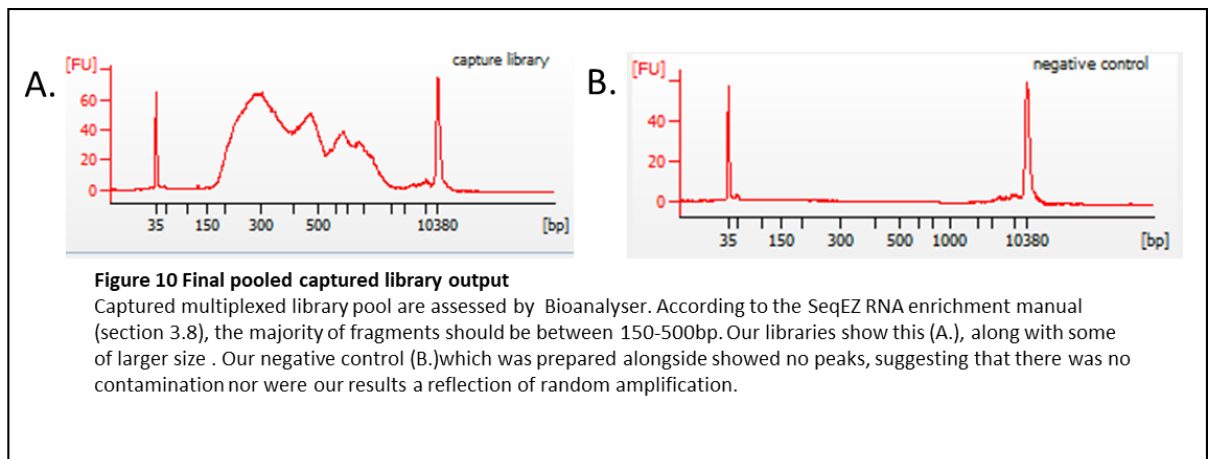 A.
[FU]
capture library
60
40
20
0
35 150 300 500 10380 [bp]
B.
[FU]
negative control
40
20
0
35 150 300 500 1000 10380 [bp]
Figure 10 Final pooled captured library output
Captured multiplexed library pool are assessed by Bioanalyser. According to the SeqEZ RNA enrichment manual
(section 3.8), the majority of fragments should be between 150-500bp. Our libraries show this (A.), along with some
of larger size . Our negative control (B.)which was prepared alongside showed no peaks, suggesting that there was no
contamination nor were our results a reflection of random amplification.